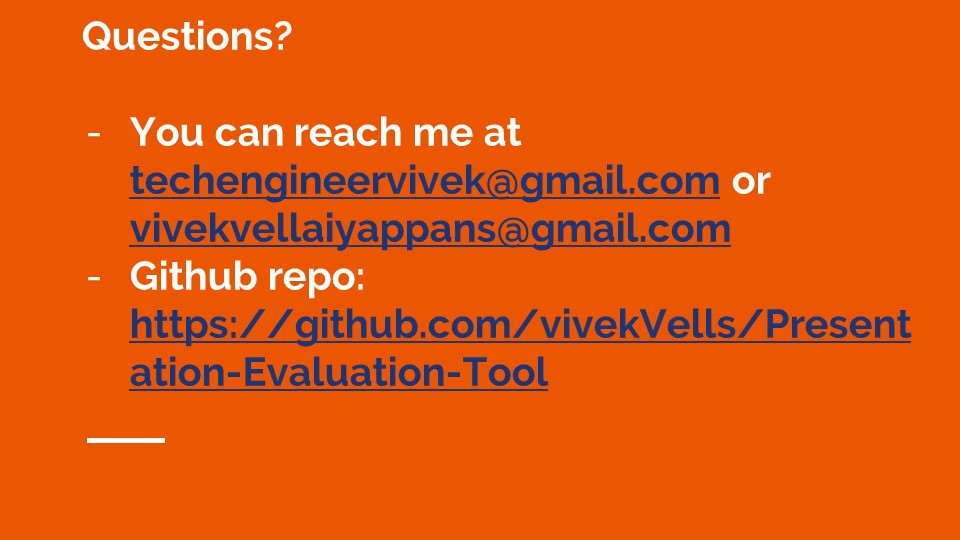 Questions?
- You can reach me at
techengineervivek@gmail.com or
vivekvellaiyappans@gmail.com
- Github repo:
https://github.com/vivekVells/Present
ation-Evaluation-Tool